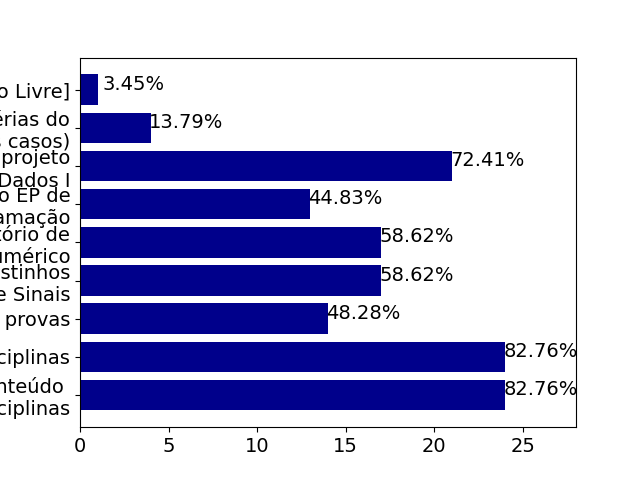 o Livre]
3.45%
érias do
s casos)
13.79%
projeto
Dados I
72.41%
o EP de
amação
44.83%
tório de
umérico
58.62%
stinhos
e Sinais
58.62%
provas
48.28%
ciplinas
82.76%
nteúdo
ciplinas
82.76%
0 5 10 15 20 25